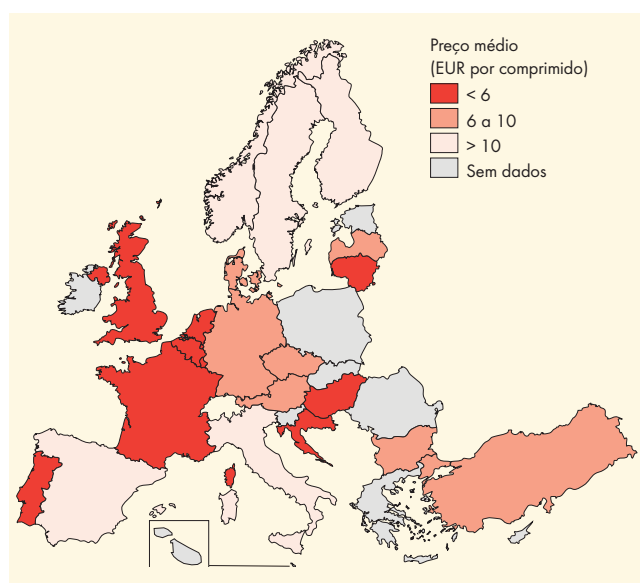 Preço médio
(EUR por comprimido)
< 6
6 a 10
> 10
Sem dados